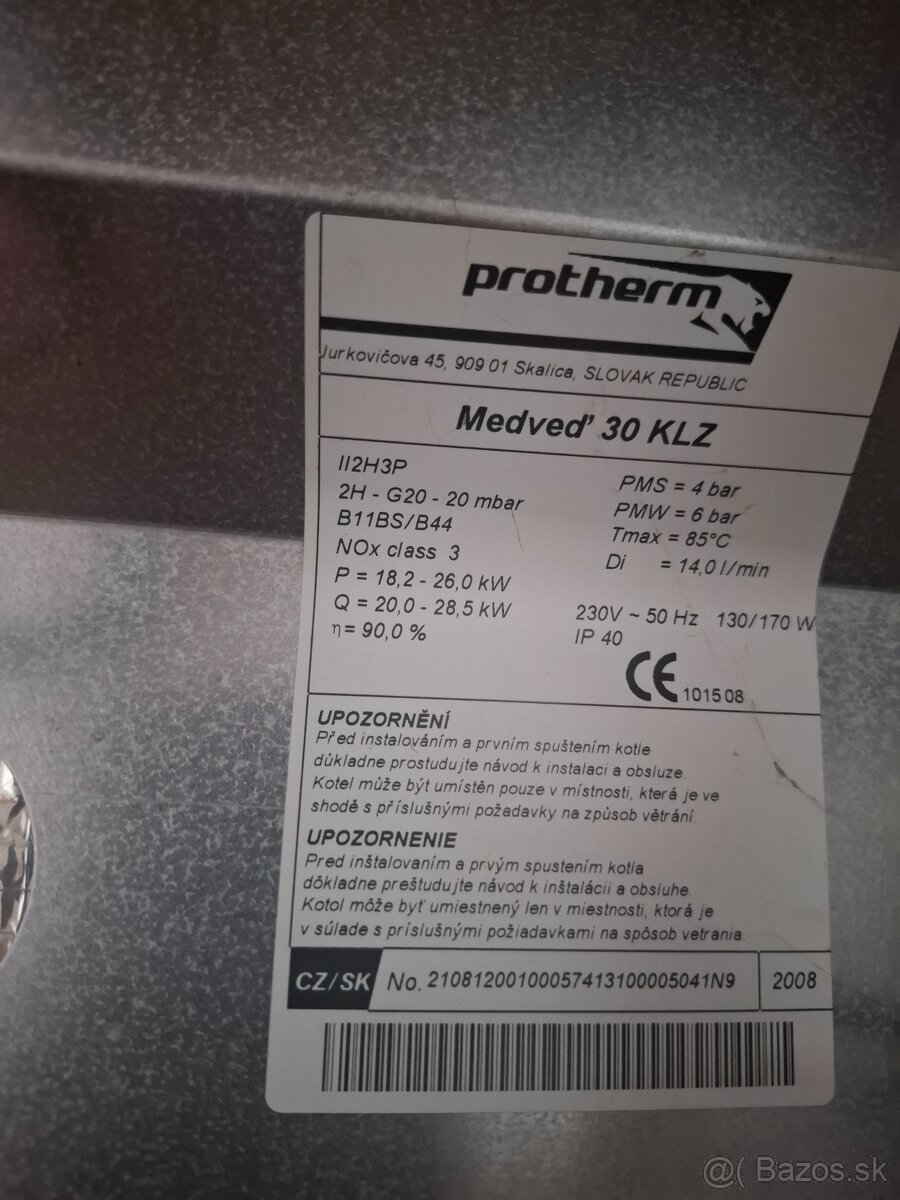 protherm
Jurkovičova 45, 909 01 Skalica, SLOVAK REPUBLIC
Medveď 30 KLZ
II2H3P
2H - G20 - 20 mbar
B11BS/B44
NOx class 3
P = 18,2 - 26,0 kW
Q = 20,0 - 28,5 kW
η = 90,0 %
PMS = 4 bar
PMW = 6 bar
Tmax = 85°C
Di = 14,0 l/min
230V ~ 50 Hz 130/170 W
IP 40
CE 1015 08
UPOZORNĚNÍ
Před instalováním a prvním spuštením kotle
důkladne prostudujte návod k instalaci a obsluze.
Kotel může být umístěn pouze v místnosti, která je ve
shodě s příslušnými požadavky na způsob větrání.
UPOZORNENIE
Pred inštalovaním a prvým spustením kotla
dôkladne preštudujte návod k inštalácii a obsluhe.
Kotol môže byť umiestnený len v miestnosti, ktorá je
v súlade s príslušnými požiadavkami na spôsob vetrania.
CZ/SK No. 21081200100057413100005041N9 2008
@( Bazos.sk